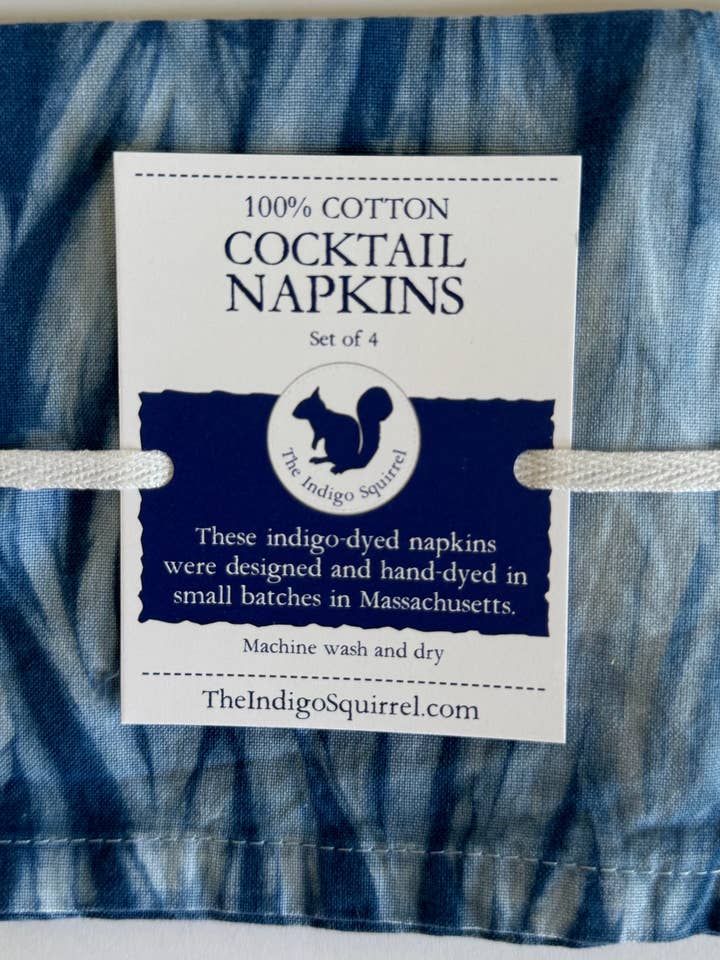 100% COTTON
COCKTAIL
NAPKINS
Set of 4
The Indigo Squirrel
These indigo-dyed napkins
were designed and hand-dyed in
small batches in Massachusetts.
Machine wash and dry
TheIndigoSquirrel.com